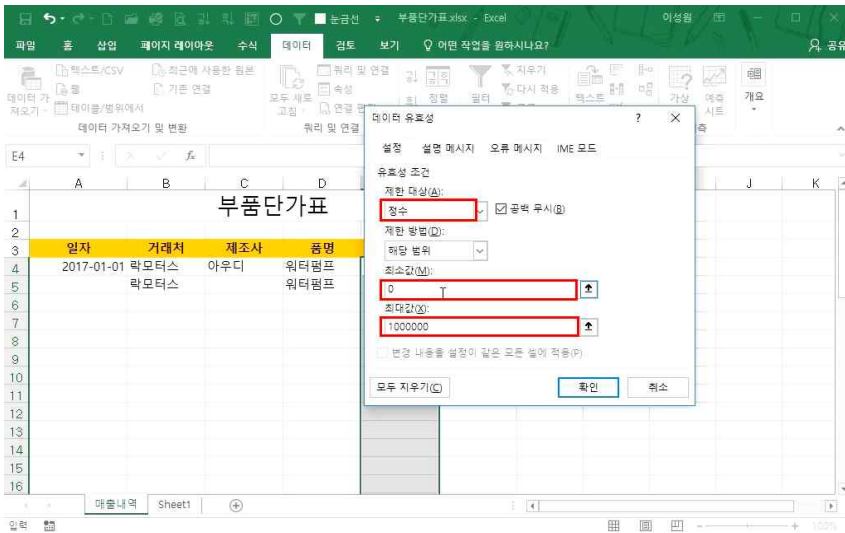 눈금선 부품단가표.xlsx - Excel 이성원
파일 홈 삽입 페이지 레이아웃 수식 데이터 검토 보기 어떤 작업을 원하시나요? 공유
텍스트/CSV 최근에 사용한 원본 쿼리 및 연결 지우기
데이터 가져오기 웹 기존 연결 모두 새로 고침 속성 정렬 필터 다시 적용 텍스트 가상 예측 시트 개요
테이블/범위에서 연결
데이터 가져오기 및 변환 쿼리 및 연결
E4 fx
A B C D J K
1 부품단가표
2
3 일자 거래처 제조사 품명
4 2017-01-01 락모터스 아우디 워터펌프
5 락모터스 워터펌프
6
7
8
9
10
11
12
13
14
15
16
데이터 유효성 ? ×
설정 설명 메시지 오류 메시지 IME 모드
유효성 조건
제한 대상(A):
정수 공백 무시(B)
제한 방법(D):
해당 범위
최소값(M):
0
최대값(X):
1000000
변경 내용을 설정이 같은 모든 셀에 적용(P)
모두 지우기(C) 확인 취소
매출내역 Sheet1
입력 100%